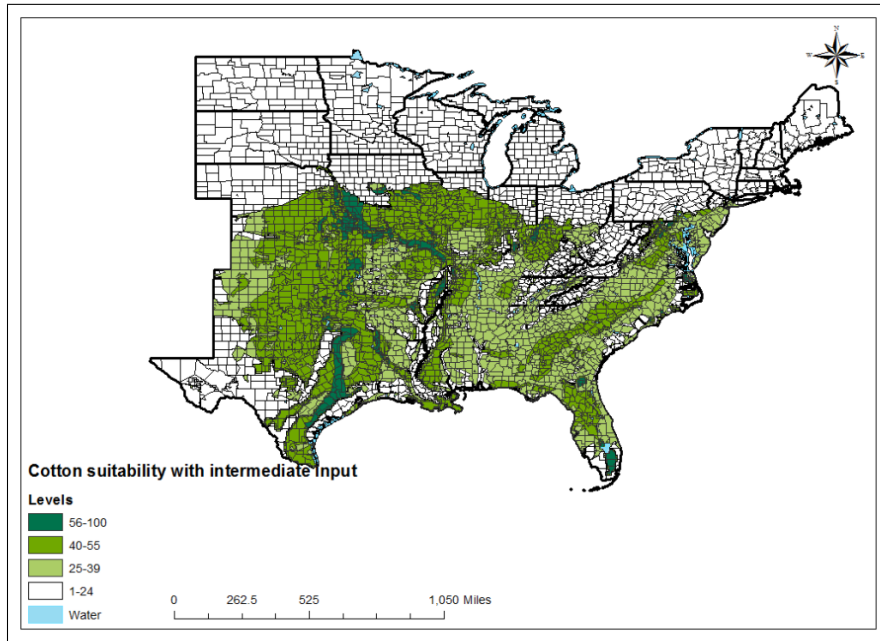 N
W
E
S
Cotton suitability with intermediate input
Levels
56-100
40-55
25-39
1-24
Water
0 262.5 525 1,050 Miles